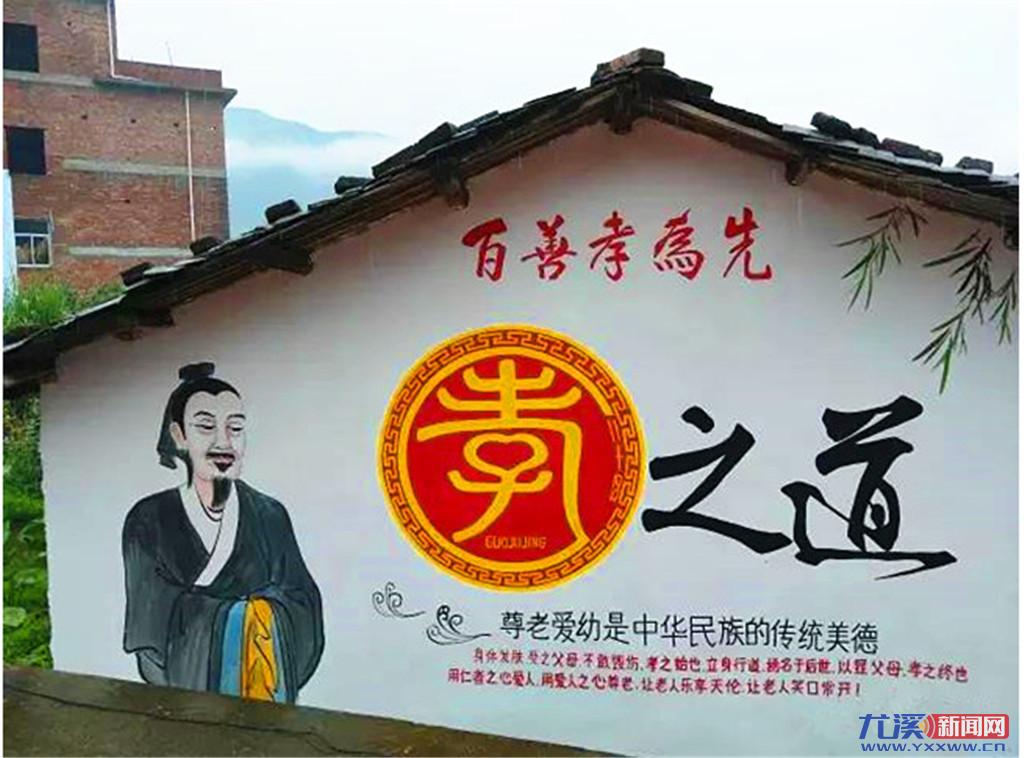 百善孝為先
孝之道
尊老爱幼是中华民族的传统美德
身体发肤,受之父母,不敢毁伤,孝之始也,立身行道,扬名于后世,以显父母,孝之终也
用仁者之心爱人,用爱人之心尊老,让老人乐享天伦,让老人笑口常开!
尤溪新闻网
www.yxxww.cn